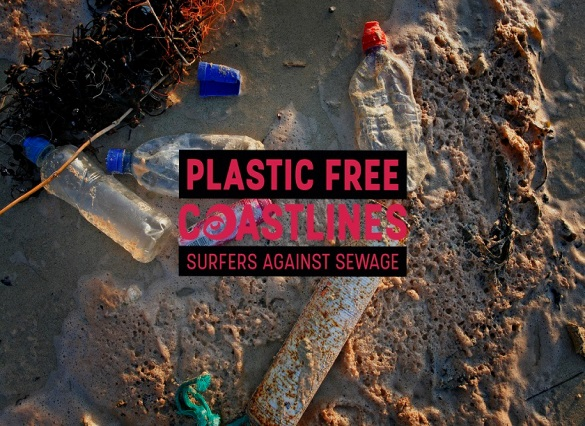 PLASTIC FREE
COASTLINES
SURFERS AGAINST SEWAGE